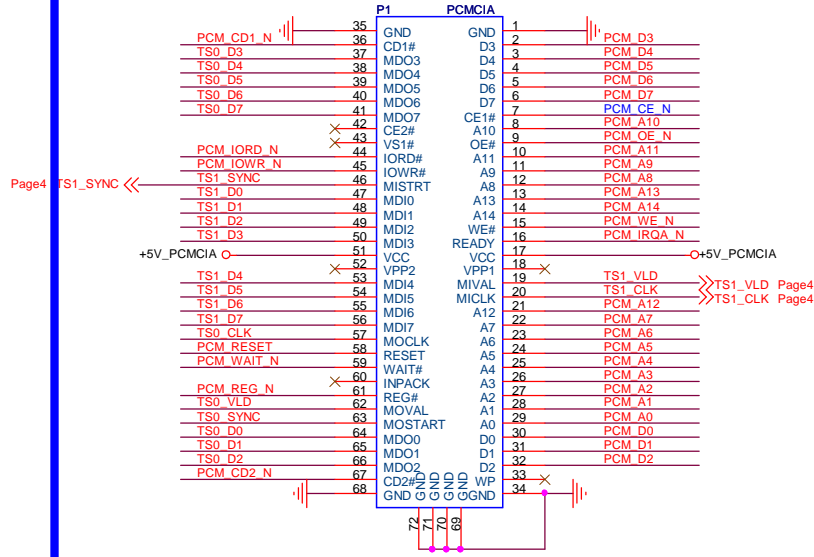 P1 PCMCIA
35 GND GND 1
PCM_CD1_N 36 CD1# D3 2 PCM_D3
TS0_D3 37 MDO3 D4 3 PCM_D4
TS0_D4 38 MDO4 D5 4 PCM_D5
TS0_D5 39 MDO5 D6 5 PCM_D6
TS0_D6 40 MDO6 D7 6 PCM_D7
TS0_D7 41 MDO7 CE1# 7 PCM_CE_N
42 CE2# A10 8 PCM_A10
43 VS1# OE# 9 PCM_OE_N
PCM_IORD_N 44 IORD# A11 10 PCM_A11
PCM_IOWR_N 45 IOWR# A9 11 PCM_A9
Page4 TS1_SYNC TS1_SYNC 46 MISTRT A8 12 PCM_A8
TS1_D0 47 MDI0 A13 13 PCM_A13
TS1_D1 48 MDI1 A14 14 PCM_A14
TS1_D2 49 MDI2 WE# 15 PCM_WE_N
TS1_D3 50 MDI3 READY 16 PCM_IRQA_N
+5V_PCMCIA 51 VCC VCC 17 +5V_PCMCIA
52 VPP2 VPP1 18
TS1_D4 53 MDI4 MIVAL 19 TS1_VLD TS1_VLD Page4
TS1_D5 54 MDI5 MICLK 20 TS1_CLK TS1_CLK Page4
TS1_D6 55 MDI6 A12 21 PCM_A12
TS1_D7 56 MDI7 A7 22 PCM_A7
TS0_CLK 57 MOCLK A6 23 PCM_A6
PCM_RESET 58 RESET A5 24 PCM_A5
PCM_WAIT_N 59 WAIT# A4 25 PCM_A4
60 INPACK A3 26 PCM_A3
PCM_REG_N 61 REG# A2 27 PCM_A2
TS0_VLD 62 MOVAL A1 28 PCM_A1
TS0_SYNC 63 MOSTART A0 29 PCM_A0
TS0_D0 64 MDO0 D0 30 PCM_D0
TS0_D1 65 MDO1 D1 31 PCM_D1
TS0_D2 66 MDO2 D2 32 PCM_D2
PCM_CD2_N 67 CD2# WP 33
68 GND GND 34
GND GND GND GND
72 71 70 69